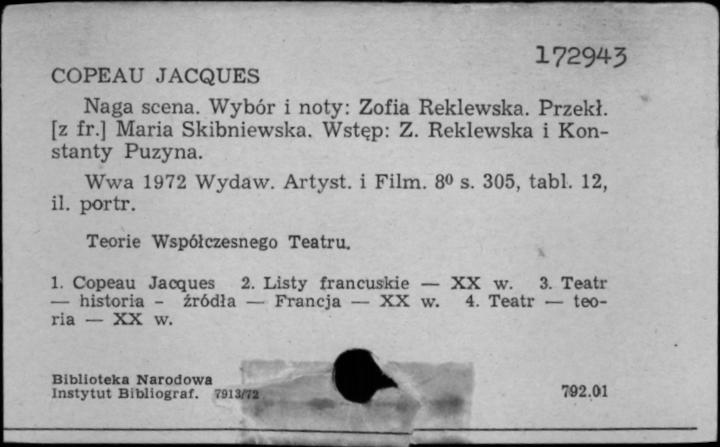 172943
COPEAU JACQUES
Naga scena. Wybór i noty: Zofia Reklewska. Przekł.
[z fr.] Maria Skibniewska. Wstęp: Z. Reklewska i Kon-
stanty Puzyna.
Wwa 1972 Wydaw. Artyst. i Film. 8⁰ s. 305, tabl. 12,
il. portr.
Teorie Współczesnego Teatru.
1. Copeau Jacques 2. Listy francuskie — XX w. 3. Teatr
— historia - źródła — Francja — XX w. 4. Teatr — teo-
ria — XX w.
Biblioteka Narodowa
Instytut Bibliograf. 7913/72 792.01